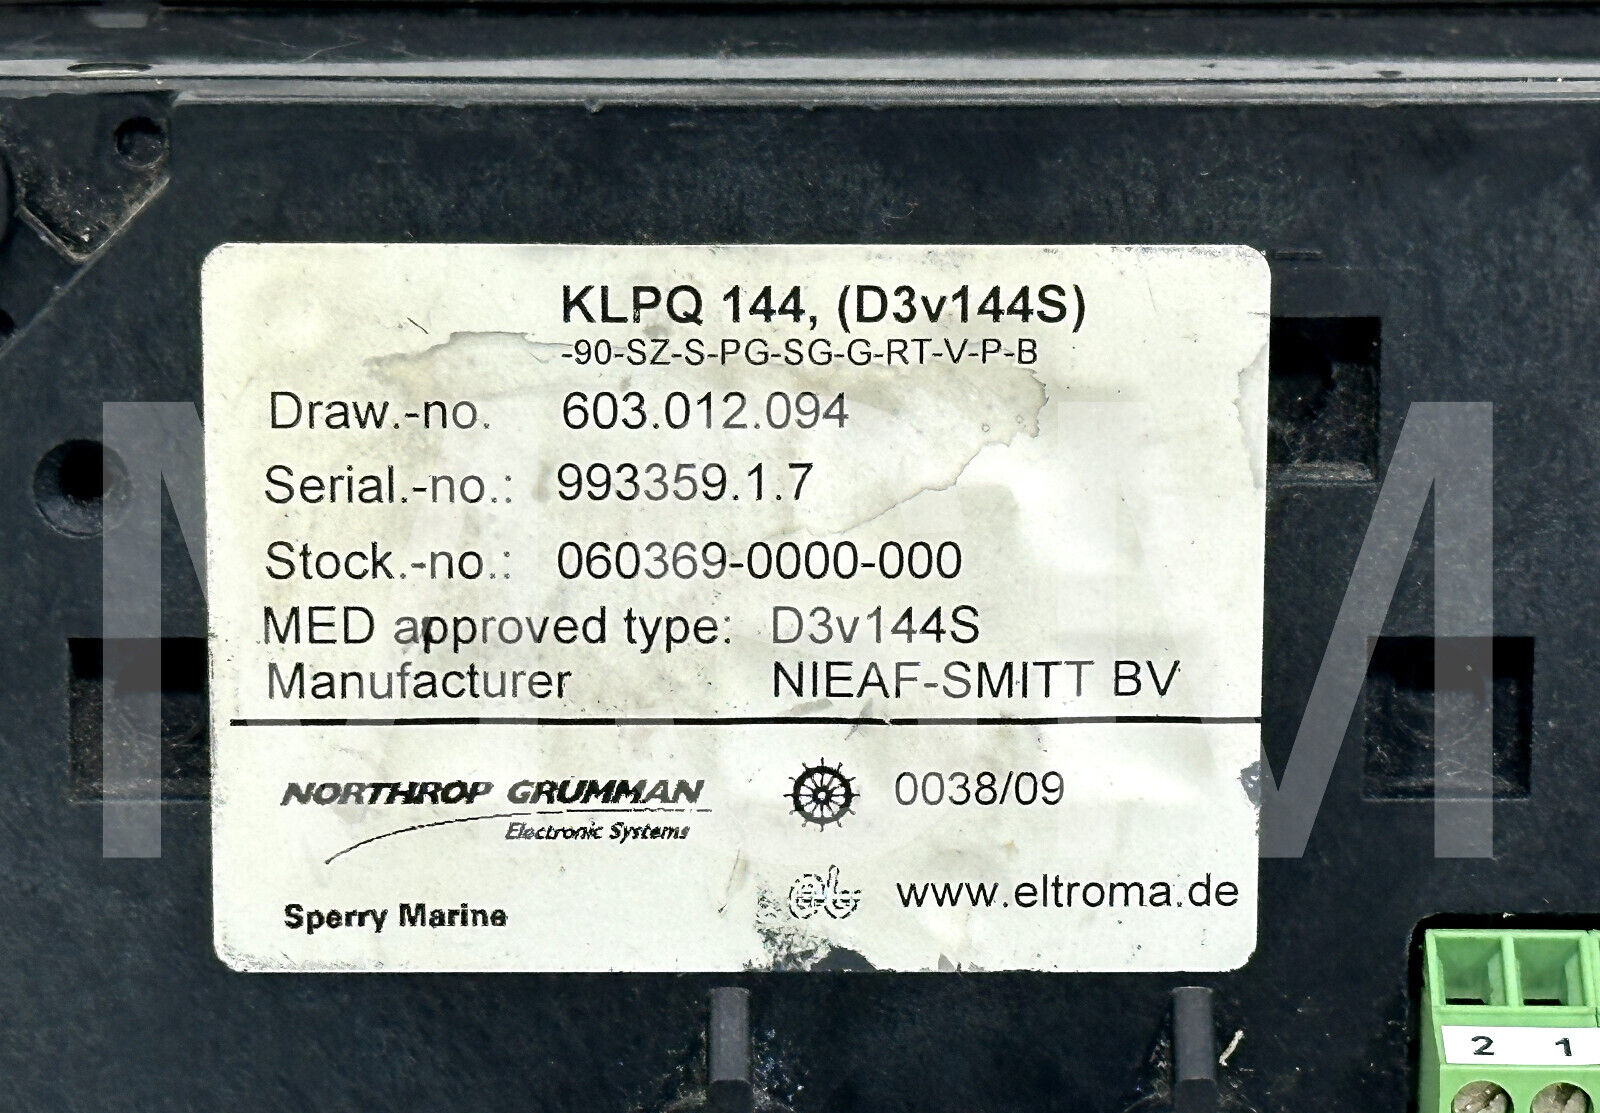 KLPQ 144, (D3v144S)
-90-SZ-S-PG-SG-G-RT-V-P-B
Draw.-no. 603.012.094
Serial.-no.: 993359.1.7
Stock.-no.: 060369-0000-000
MED approved type: D3v144S
Manufacturer NIEAF-SMITT BV
NORTHROP GRUMMAN
Electronic Systems
0038/09
www.eltroma.de
Sperry Marine
2 1